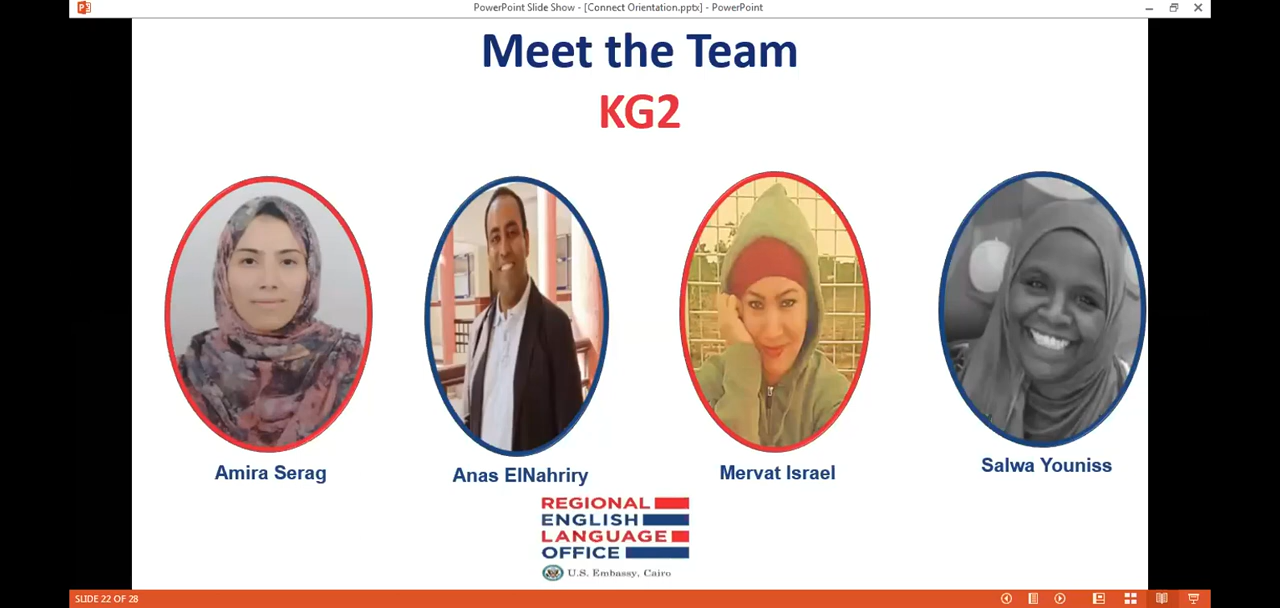 PowerPoint Slide Show - [Connect Orientation.pptx] - PowerPoint
Meet the Team
KG2
Amira Serag
Anas ElNahriry
Mervat Israel
Salwa Youniss
REGIONAL
ENGLISH
LANGUAGE
OFFICE
U.S. Embassy, Cairo
SLIDE 22 OF 28